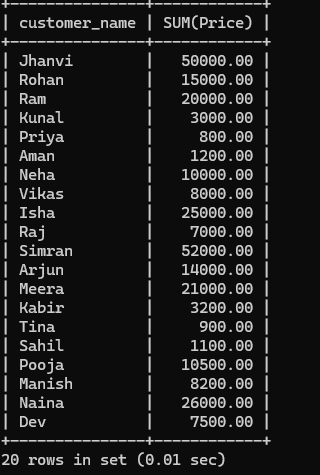 +---------------+------------+
| customer_name | SUM(Price) |
+---------------+------------+
| Jhanvi        |   50000.00 |
| Rohan         |   15000.00 |
| Ram           |   20000.00 |
| Kunal         |    3000.00 |
| Priya         |     800.00 |
| Aman          |    1200.00 |
| Neha          |   10000.00 |
| Vikas         |    8000.00 |
| Isha          |   25000.00 |
| Raj           |    7000.00 |
| Simran        |   52000.00 |
| Arjun         |   14000.00 |
| Meera         |   21000.00 |
| Kabir         |    3200.00 |
| Tina          |     900.00 |
| Sahil         |    1100.00 |
| Pooja         |   10500.00 |
| Manish        |    8200.00 |
| Naina         |   26000.00 |
| Dev           |    7500.00 |
+---------------+------------+
20 rows in set (0.01 sec)